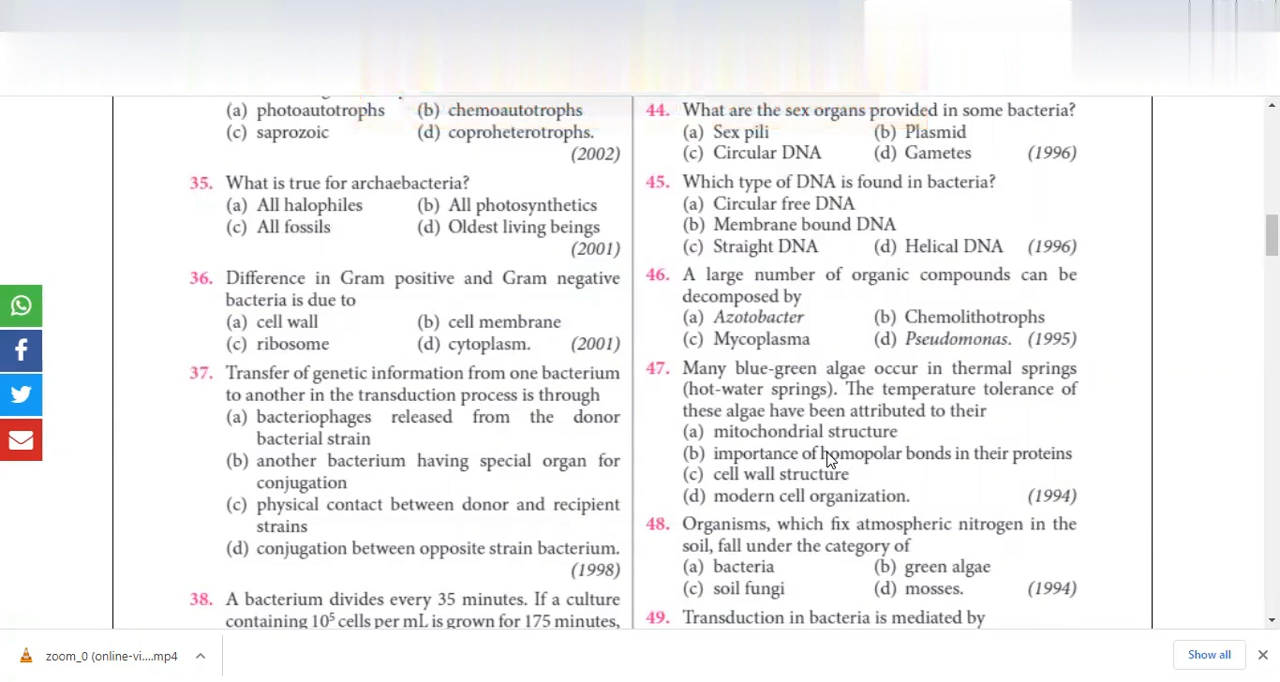 (a) photoautotrophs (b) chemoautotrophs
(c) saprozoic (d) coproheterotrophs.
(2002)
35. What is true for archaebacteria?
(a) All halophiles (b) All photosynthetics
(c) All fossils (d) Oldest living beings
(2001)
36. Difference in Gram positive and Gram negative
bacteria is due to
(a) cell wall (b) cell membrane
(c) ribosome (d) cytoplasm. (2001)
37. Transfer of genetic information from one bacterium
to another in the transduction process is through
(a) bacteriophages released from the donor
bacterial strain
(b) another bacterium having special organ for
conjugation
(c) physical contact between donor and recipient
strains
(d) conjugation between opposite strain bacterium.
(1998)
38. A bacterium divides every 35 minutes. If a culture
containing 10⁵ cells per mL is grown for 175 minutes,
44. What are the sex organs provided in some bacteria?
(a) Sex pili (b) Plasmid
(c) Circular DNA (d) Gametes (1996)
45. Which type of DNA is found in bacteria?
(a) Circular free DNA
(b) Membrane bound DNA
(c) Straight DNA (d) Helical DNA (1996)
46. A large number of organic compounds can be
decomposed by
(a) Azotobacter (b) Chemolithotrophs
(c) Mycoplasma (d) Pseudomonas. (1995)
47. Many blue-green algae occur in thermal springs
(hot-water springs). The temperature tolerance of
these algae have been attributed to their
(a) mitochondrial structure
(b) importance of homopolar bonds in their proteins
(c) cell wall structure
(d) modern cell organization. (1994)
48. Organisms, which fix atmospheric nitrogen in the
soil, fall under the category of
(a) bacteria (b) green algae
(c) soil fungi (d) mosses. (1994)
49. Transduction in bacteria is mediated by
zoom_0 (online-vi....mp4
Show all